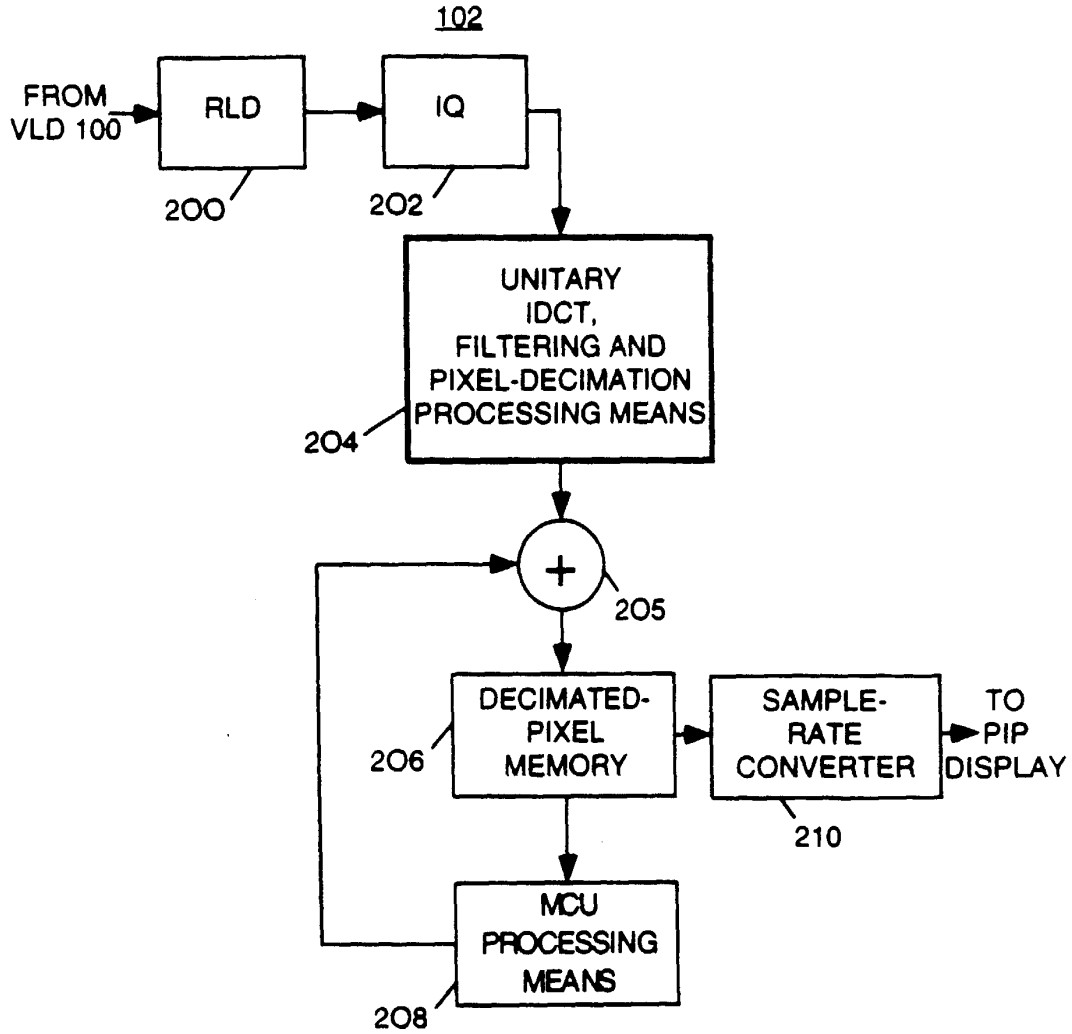 102
FROM
VLD 100
RLD
200
IQ
202
UNITARY
IDCT,
FILTERING AND
PIXEL-DECIMATION
PROCESSING MEANS
204
+
205
DECIMATED-
PIXEL
MEMORY
206
SAMPLE-
RATE
CONVERTER
210
TO
PIP
DISPLAY
MCU
PROCESSING
MEANS
208